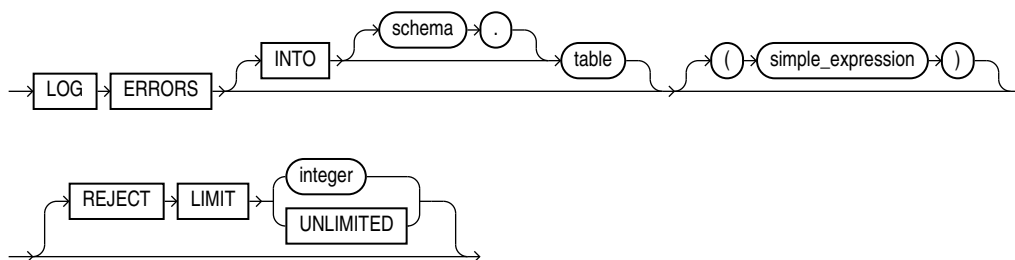 schema .
INTO table ( simple_expression )
LOG ERRORS
integer
REJECT LIMIT
UNLIMITED